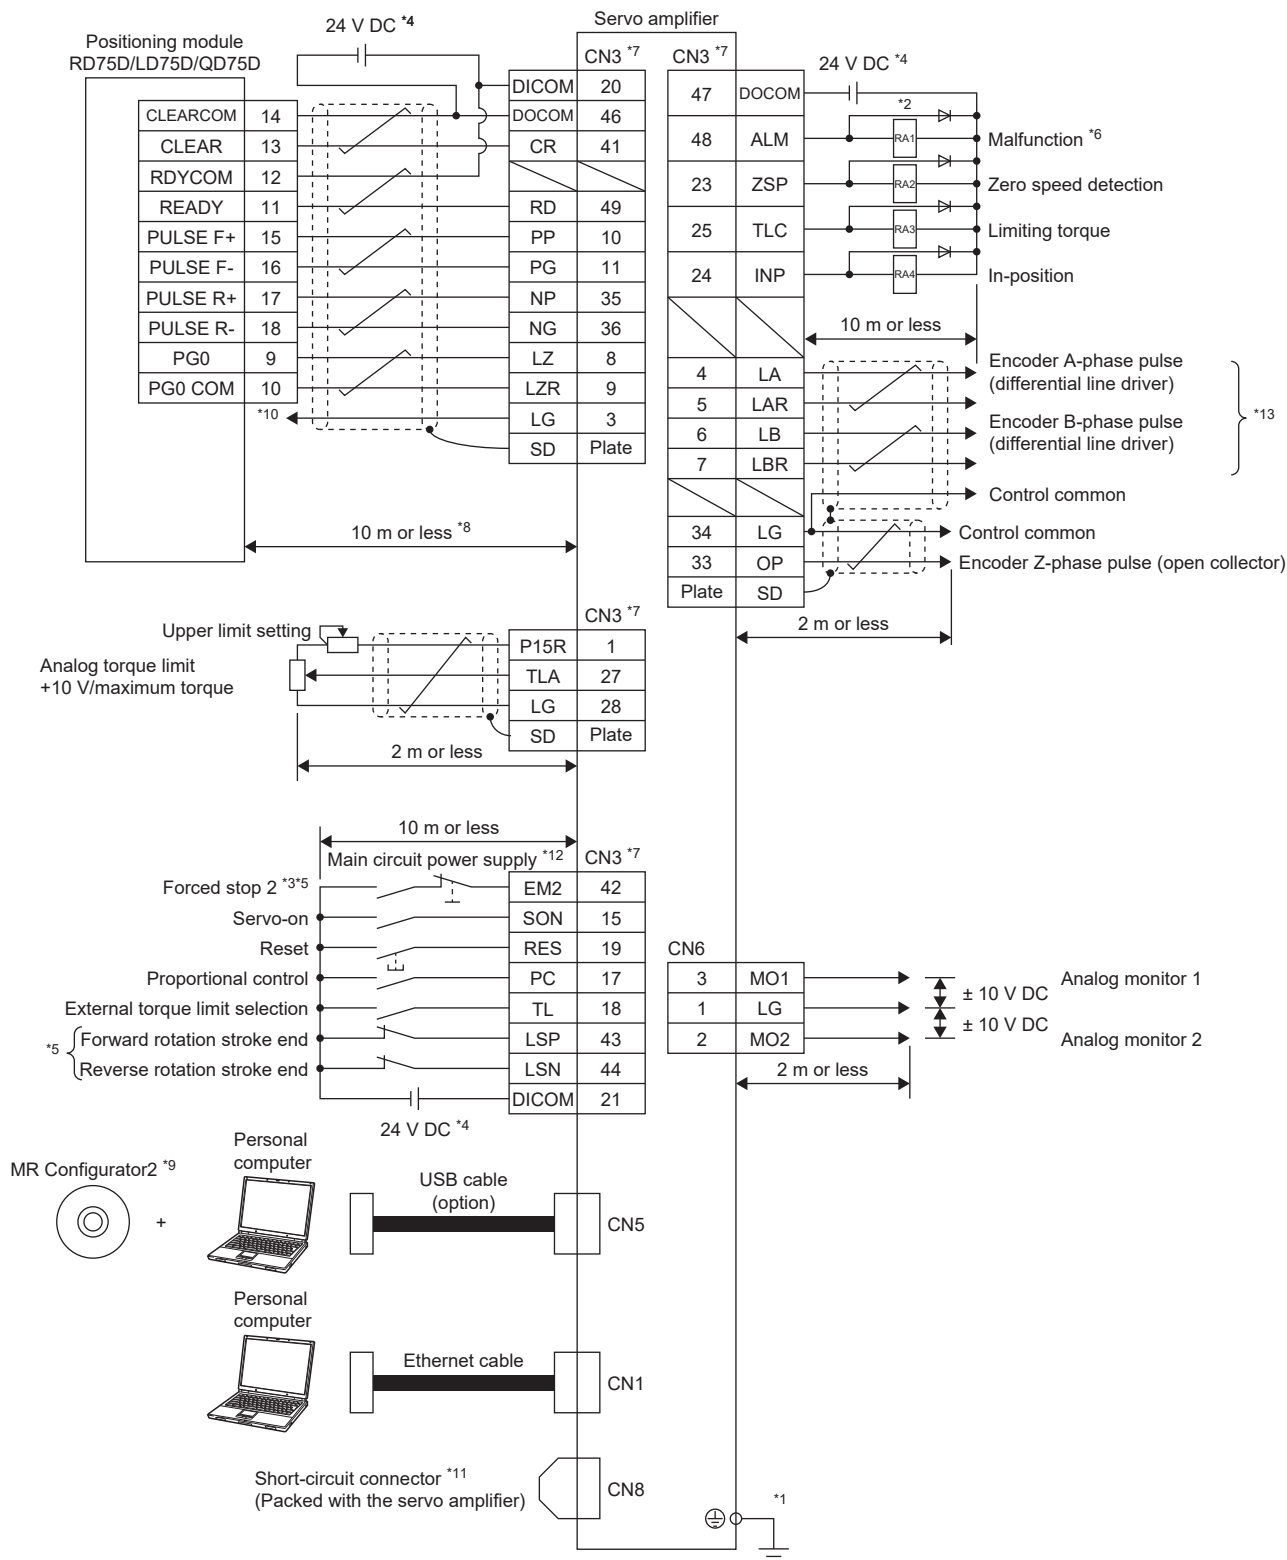 Servo amplifier
24 V DC *4
Positioning module
RD75D/LD75D/QD75D
CN3 *7
DICOM 20
CLEARCOM 14 DOCOM 46
CLEAR 13 CR 41
RDYCOM 12
READY 11 RD 49
PULSE F+ 15 PP 10
PULSE F- 16 PG 11
PULSE R+ 17 NP 35
PULSE R- 18 NG 36
PG0 9 LZ 8
PG0 COM 10 LZR 9
*10 LG 3
SD Plate
10 m or less *8
CN3 *7
24 V DC *4
47 DOCOM
*2
48 ALM RA1 Malfunction *6
23 ZSP RA2 Zero speed detection
25 TLC RA3 Limiting torque
24 INP RA4 In-position
10 m or less
4 LA Encoder A-phase pulse
(differential line driver)
5 LAR
*13
6 LB Encoder B-phase pulse
(differential line driver)
7 LBR
Control common
34 LG Control common
33 OP Encoder Z-phase pulse (open collector)
Plate SD
2 m or less
CN3 *7
Upper limit setting
P15R 1
Analog torque limit
+10 V/maximum torque
TLA 27
LG 28
SD Plate
2 m or less
10 m or less
Main circuit power supply *12
CN3 *7
Forced stop 2 *3*5 EM2 42
Servo-on SON 15
Reset RES 19
Proportional control PC 17
External torque limit selection TL 18
*5
Forward rotation stroke end LSP 43
Reverse rotation stroke end LSN 44
DICOM 21
24 V DC *4
CN6
3 MO1 Analog monitor 1
± 10 V DC
1 LG
± 10 V DC
2 MO2 Analog monitor 2
2 m or less
MR Configurator2 *9
+
Personal
computer
USB cable
(option)
CN5
Personal
computer
Ethernet cable
CN1
Short-circuit connector *11
(Packed with the servo amplifier)
CN8
*1